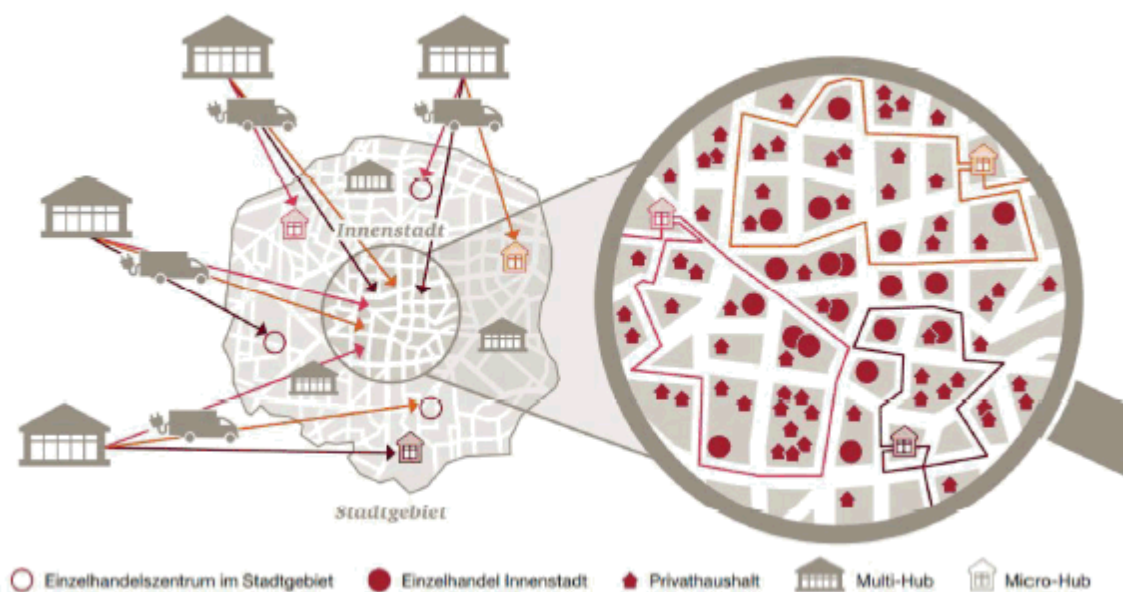 Innenstadt
Stadtgebiet
Einzelhandelszentrum im Stadtgebiet
Einzelhandel Innenstadt
Privathaushalt
Multi-Hub
Micro-Hub